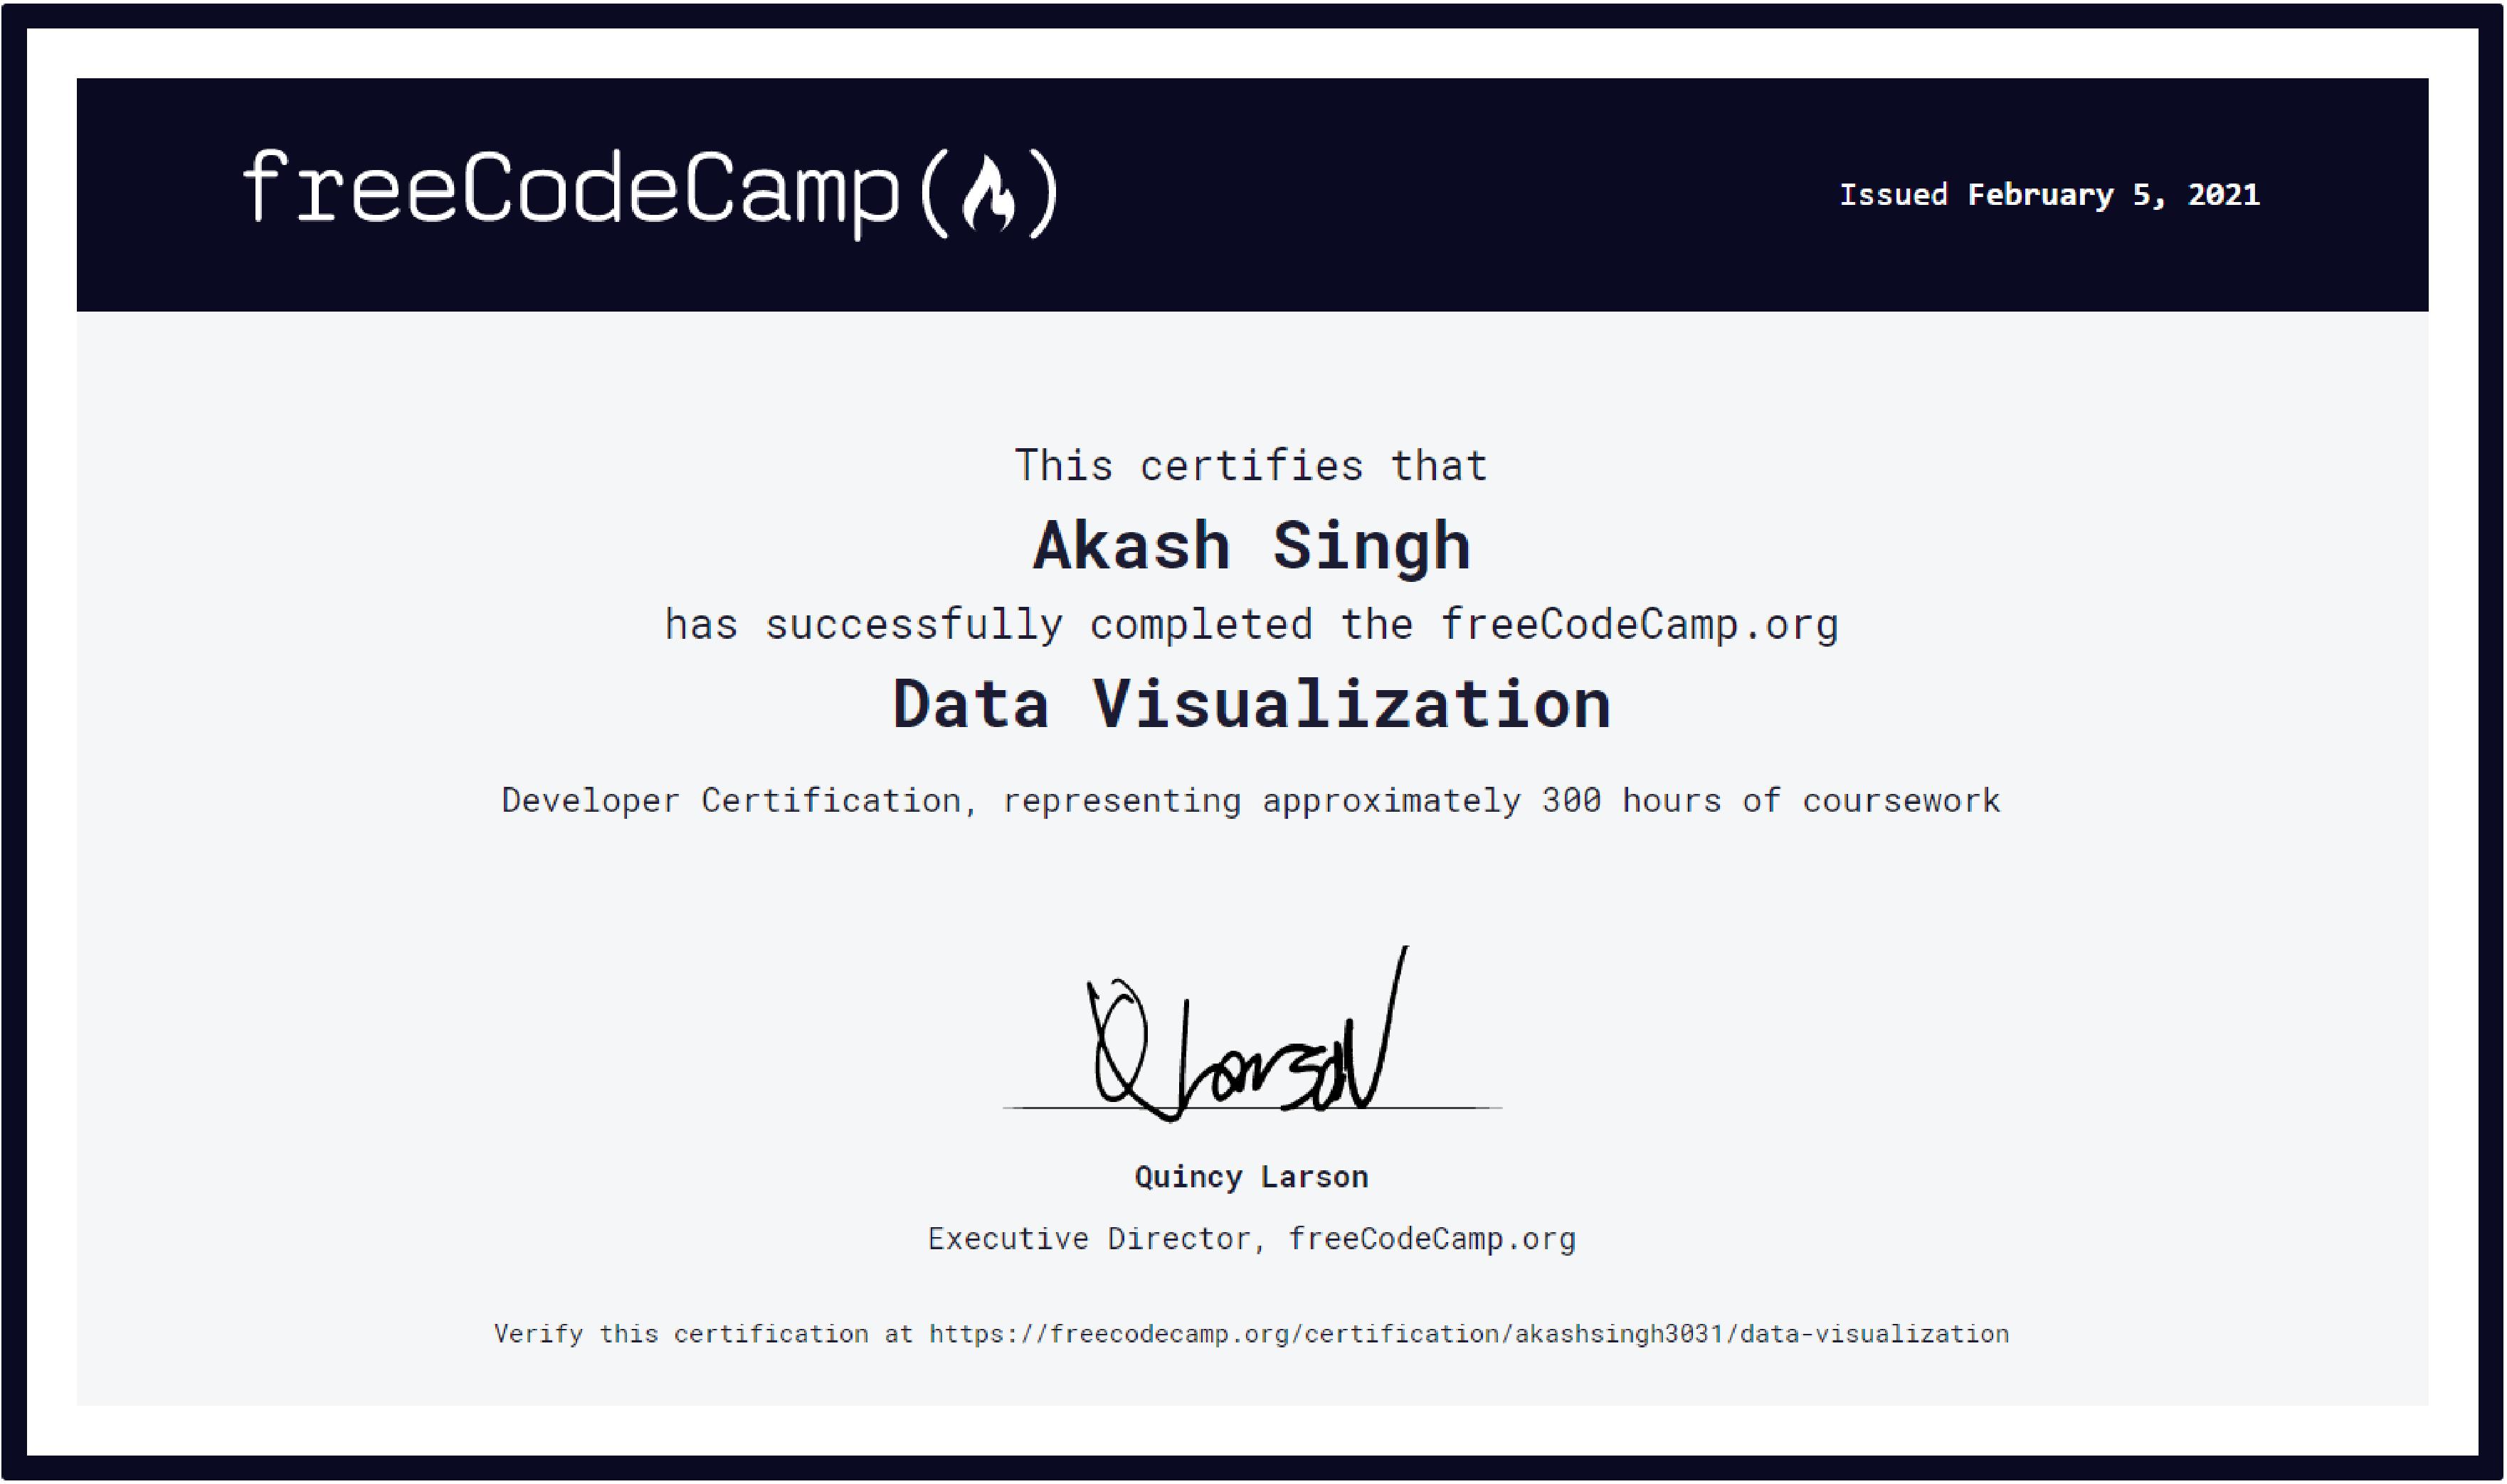 freeCodeCamp(🔥)
Issued February 5, 2021
This certifies that
Akash Singh
has successfully completed the freeCodeCamp.org
Data Visualization
Developer Certification, representing approximately 300 hours of coursework
Q Larson
Quincy Larson
Executive Director, freeCodeCamp.org
Verify this certification at https://freecodecamp.org/certification/akashsingh3031/data-visualization